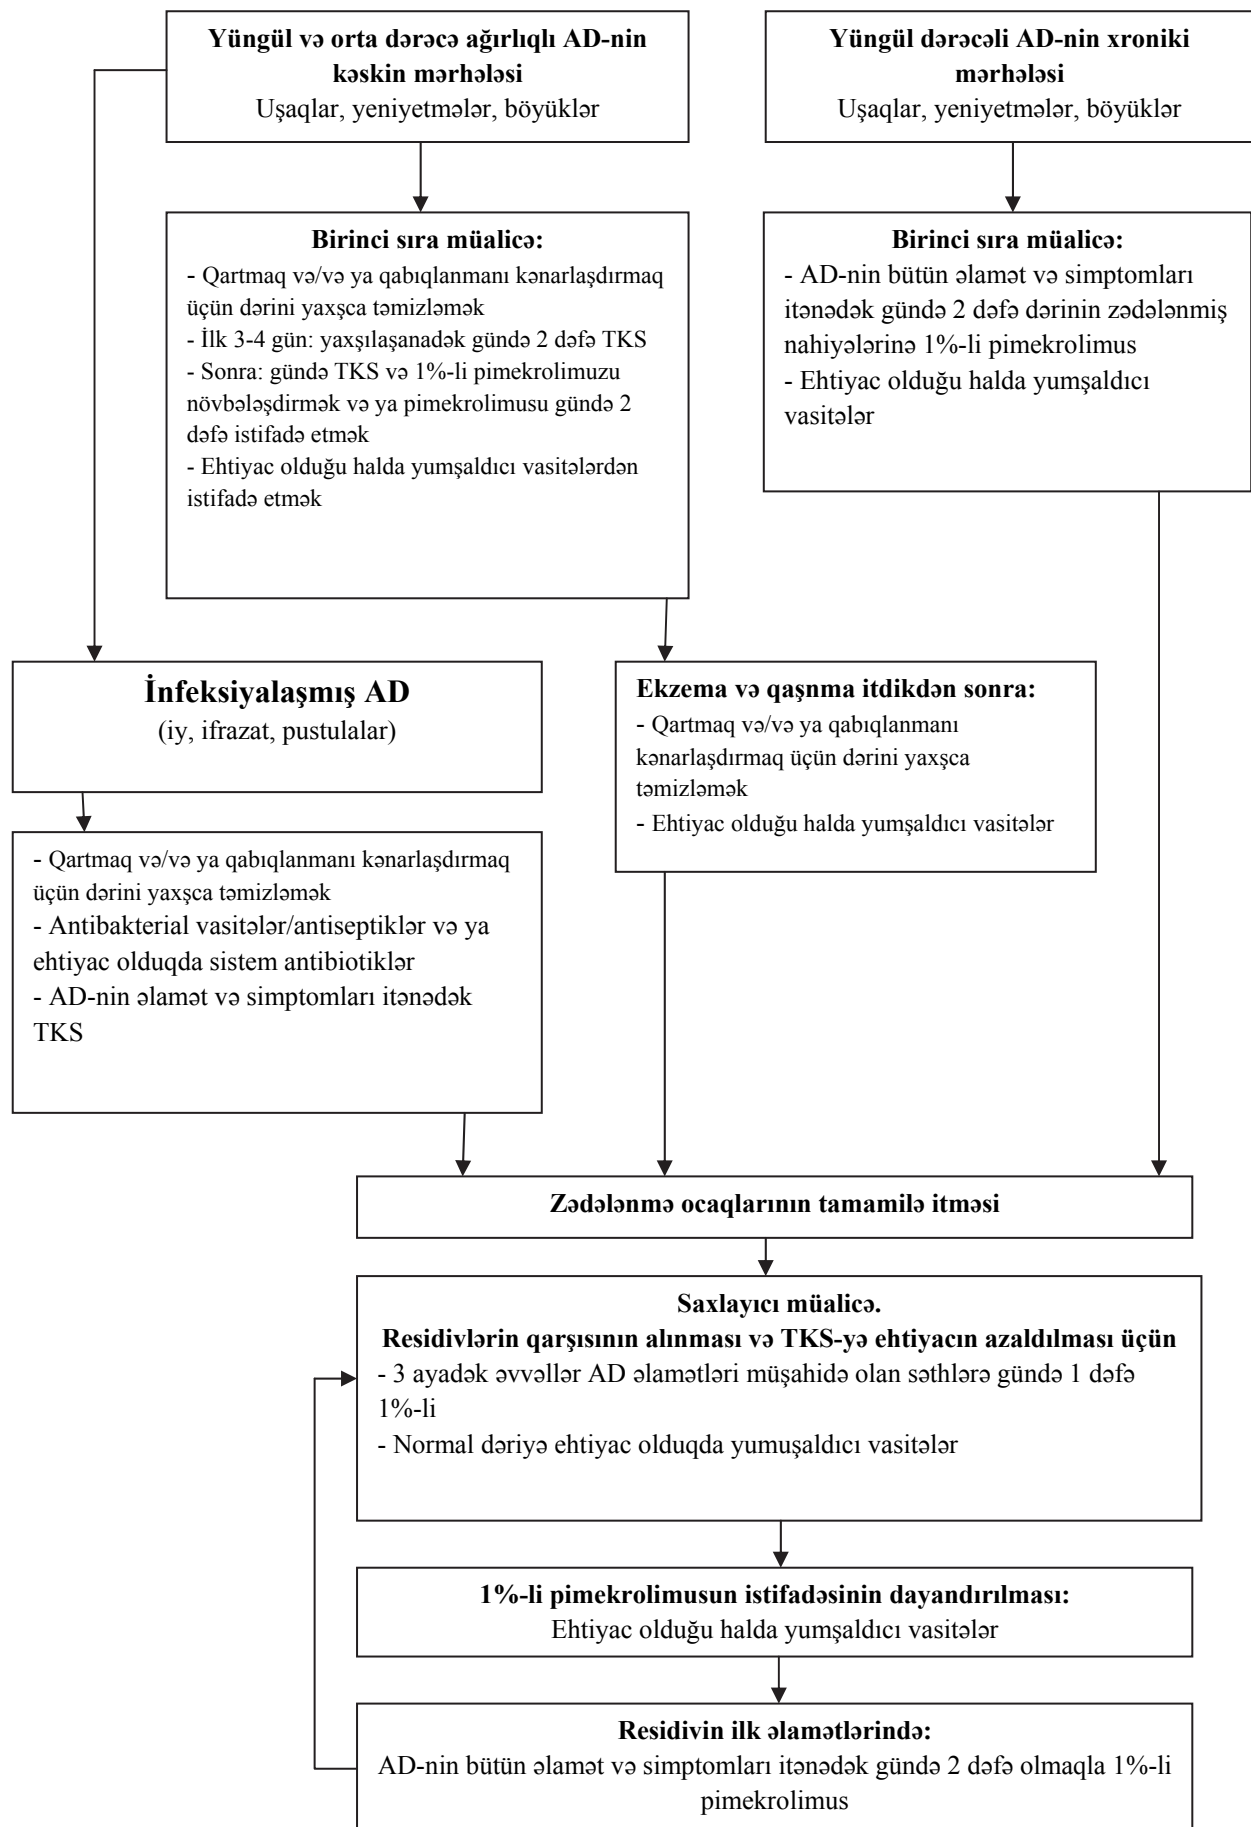 Yüngül və orta dərəcə ağırlıqlı AD-nin
kəskin mərhələsi
Uşaqlar, yeniyetmələr, böyüklər
Yüngül dərəcəli AD-nin xroniki
mərhələsi
Uşaqlar, yeniyetmələr, böyüklər
Birinci sıra müalicə:
- Qartmaq və/və ya qabıqlanmanı kənarlaşdırmaq
üçün dərini yaxşca təmizləmək
- İlk 3-4 gün: yaxşılaşanadək gündə 2 dəfə TKS
- Sonra: gündə TKS və 1%-li pimekrolimuzu
növbələşdirmək və ya pimekrolimusu gündə 2
dəfə istifadə etmək
- Ehtiyac olduğu halda yumşaldıcı vasitələrdən
istifadə etmək
Birinci sıra müalicə:
- AD-nin bütün əlamət və simptomları
itənədək gündə 2 dəfə dərinin zədələnmiş
nahiyələrinə 1%-li pimekrolimus
- Ehtiyac olduğu halda yumşaldıcı
vasitələr
İnfeksiyalaşmış AD
(iy, ifrazat, pustulalar)
Ekzema və qaşnma itdikdən sonra:
- Qartmaq və/və ya qabıqlanmanı
kənarlaşdırmaq üçün dərini yaxşca
təmizləmək
- Ehtiyac olduğu halda yumşaldıcı vasitələr
- Qartmaq və/və ya qabıqlanmanı kənarlaşdırmaq
üçün dərini yaxşca təmizləmək
- Antibakterial vasitələr/antiseptiklər və ya
ehtiyac olduqda sistem antibiotiklər
- AD-nin əlamət və simptomları itənədək
TKS
Zədələnmə ocaqlarının tamamilə itməsi
Saxlayıcı müalicə.
Residivlərin qarşısının alınması və TKS-yə ehtiyacın azaldılması üçün
- 3 ayadək əvvəllər AD əlamətləri müşahidə olan səthlərə gündə 1 dəfə
1%-li
- Normal dəriyə ehtiyac olduqda yumuşaldıcı vasitələr
1%-li pimekrolimusun istifadəsinin dayandırılması:
Ehtiyac olduğu halda yumşaldıcı vasitələr
Residivin ilk əlamətlərində:
AD-nin bütün əlamət və simptomları itənədək gündə 2 dəfə olmaqla 1%-li
pimekrolimus